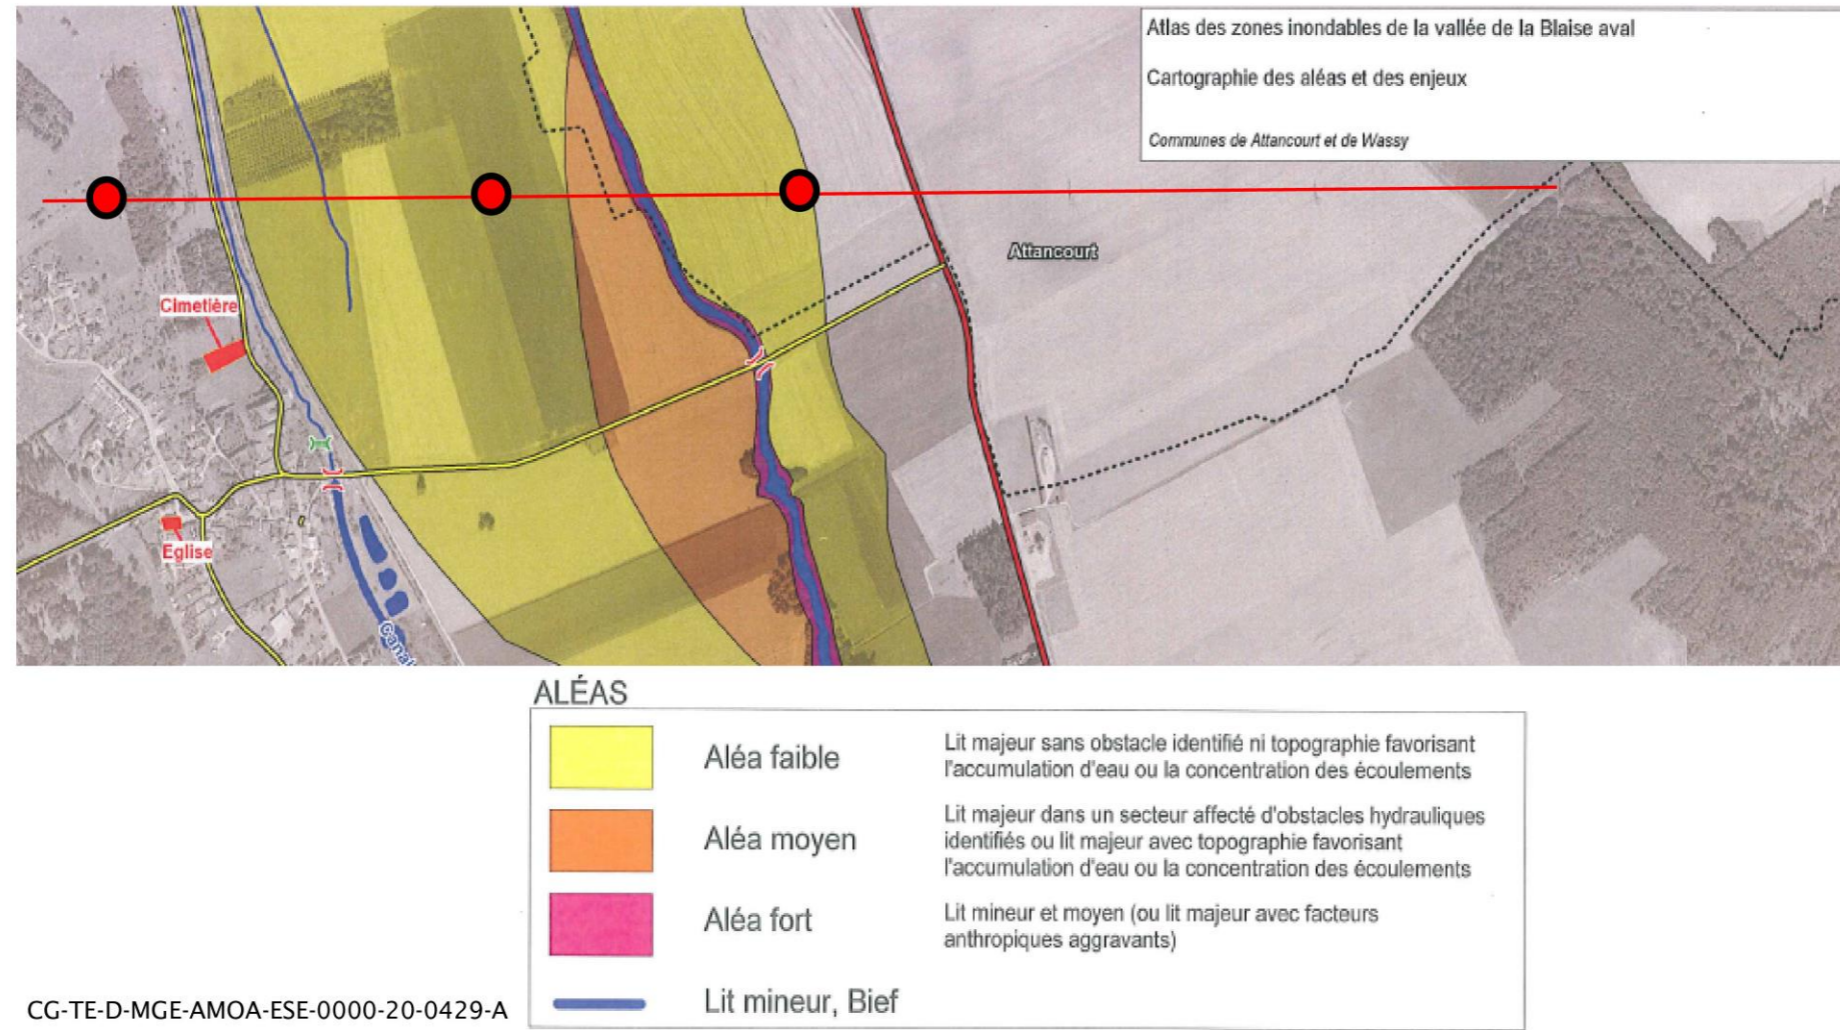 Atlas des zones inondables de la vallée de la Blaise aval
Cartographie des aléas et des enjeux
Communes de Attancourt et de Wassy
Attancourt
Cimetière
Eglise
Canal
ALÉAS
Aléa faible
Lit majeur sans obstacle identifié ni topographie favorisant
l'accumulation d'eau ou la concentration des écoulements
Aléa moyen
Lit majeur dans un secteur affecté d'obstacles hydrauliques
identifiés ou lit majeur avec topographie favorisant
l'accumulation d'eau ou la concentration des écoulements
Aléa fort
Lit mineur et moyen (ou lit majeur avec facteurs
anthropiques aggravants)
Lit mineur, Bief
CG-TE-D-MGE-AMOA-ESE-0000-20-0429-A